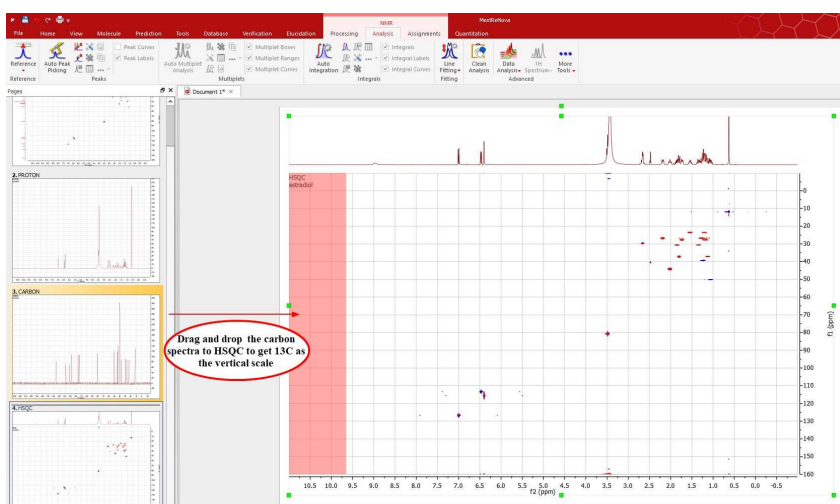 NMR
MestReNova
File Home View Molecule Prediction Tools Database Verification Elucidation Processing Analysis Assignments Quantitation
Reference
Auto Peak Picking
Peak Curves
Peak Labels
Auto Multiplet Analysis
Multiplet Boxes
Multiplet Ranges
Multiplet Curves
Auto Integration
Integrals
Integral Labels
Integral Curves
Line Fitting
Clean Analysis
Data Analysis
1H Spectrum
More Tools
Reference Peaks Multiplets Integrals Fitting Advanced
Pages
Document 1*
2. PROTON
3. CARBON
4. HSQC
Drag and drop the carbon
spectra to HSQC to get 13C as
the vertical scale
HSQC
estradiol
0
10
20
30
40
50
60
70
80
90
100
110
120
130
140
150
160
f1 (ppm)
10.5 10.0 9.5 9.0 8.5 8.0 7.5 7.0 6.5 6.0 5.5 5.0 4.5 4.0 3.5 3.0 2.5 2.0 1.5 1.0 0.5 0.0 -0.5
f2 (ppm)